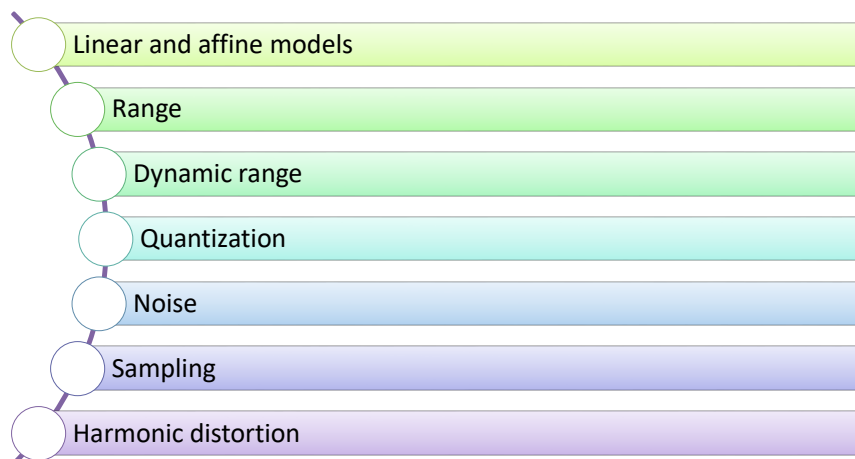 Linear and affine models
Range
Dynamic range
Quantization
Noise
Sampling
Harmonic distortion